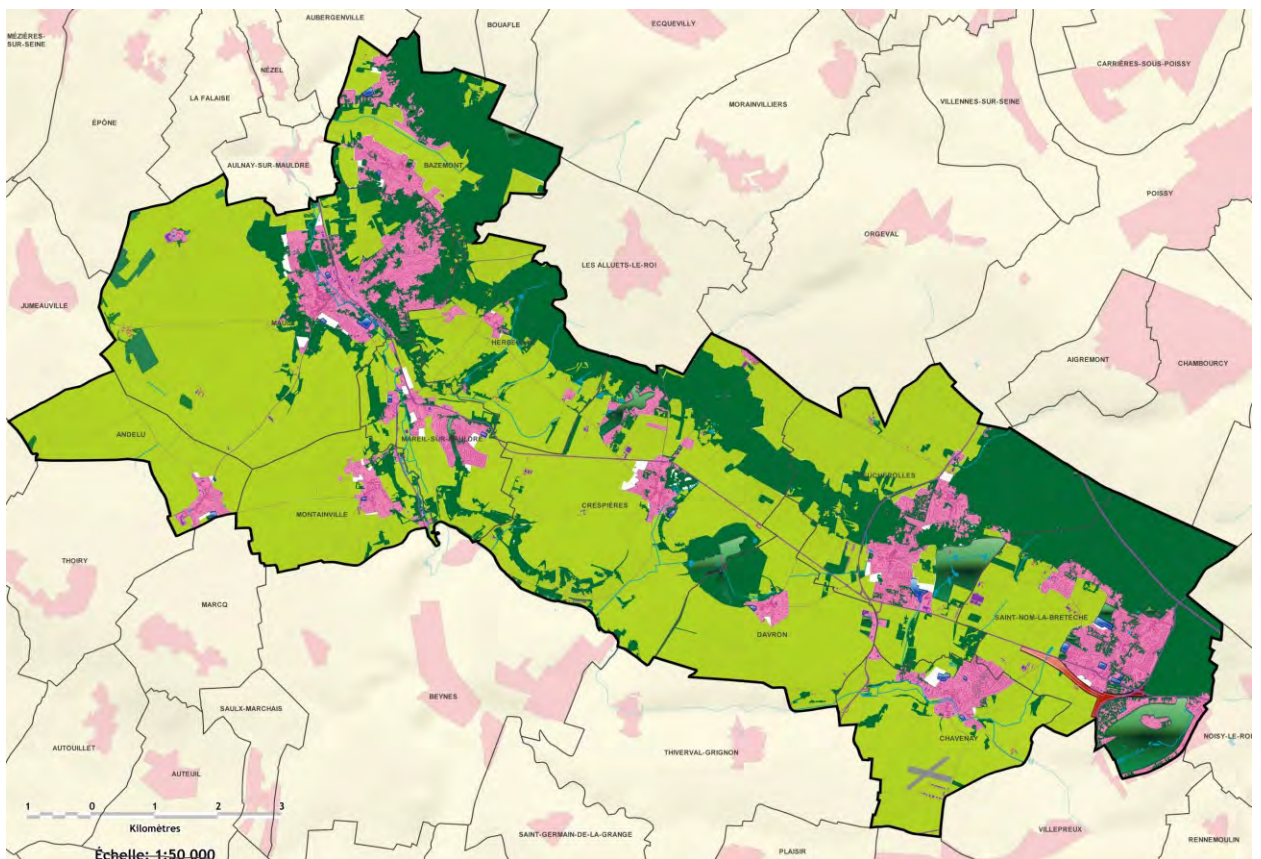 AUBERGENVILLE
BOUAFLE
ECQUEVILLY
MÉZIÈRES-
SUR-SEINE
NÉZEL
CARRIÈRES-SOUS-POISSY
LA FALAISE
MORAINVILLIERS
VILLENNES-SUR-SEINE
ÉPÔNE
AULNAY-SUR-MAULDRE
BAZEMONT
POISSY
ORGEVAL
LES ALLUETS-LE-ROI
JUMEAUVILLE
AIGREMONT
CHAMBOURCY
ANDELU
MAREIL-SUR-MAULDRE
CRESPIÈRES
MONTAINVILLE
THOIRY
MARCQ
DAVRON
SAINT-NOM-LA-BRETÈCHE
BEYNES
SAULX-MARCHAIS
CHAVENAY
NOISY-LE-ROI
AUTOUILLET
THIVERVAL-GRIGNON
AUTEUIL
1 0 1 2 3
Kilomètres
Échelle: 1:50 000
SAINT-GERMAIN-DE-LA-GRANGE
PLAISIR
VILLEPREUX
RENNEMOULIN